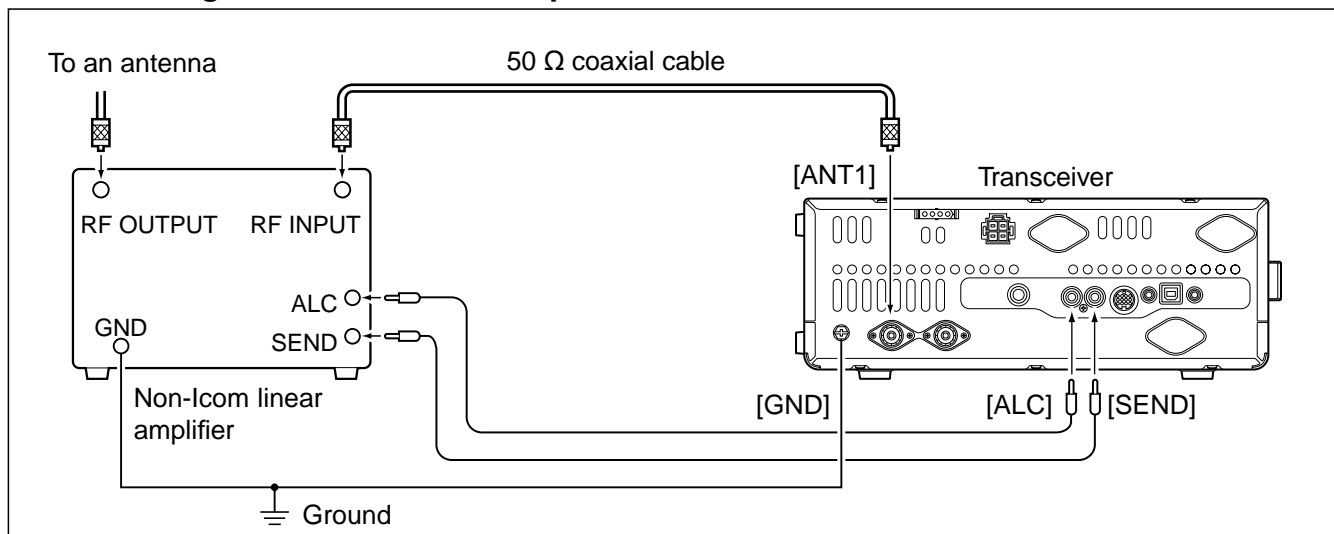 To an antenna
50 Ω coaxial cable
[ANT1]
Transceiver
RF OUTPUT
RF INPUT
ALC
GND
SEND
Non-Icom linear
amplifier
[GND]
[ALC]
[SEND]
Ground